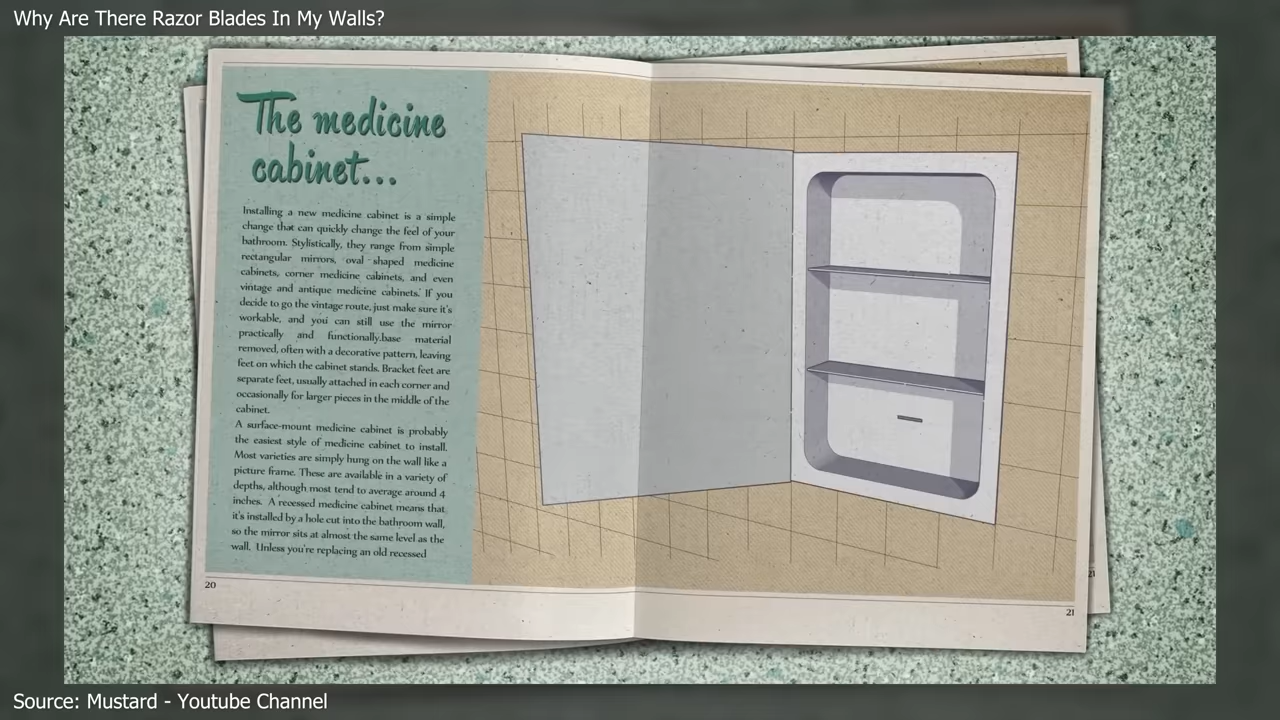 Why Are There Razor Blades In My Walls?
The medicine
cabinet...
Installing a new medicine cabinet is a simple
change that can quickly change the feel of your
bathroom. Stylistically, they range from simple
rectangular mirrors, oval-shaped medicine
cabinets, corner medicine cabinets, and even
vintage and antique medicine cabinets. If you
decide to go the vintage route, just make sure it's
workable, and you can still use the mirror
practically and functionally.base material
removed, often with a decorative pattern, leaving
feet on which the cabinet stands. Bracket feet are
separate feet, usually attached in each corner and
occasionally for larger pieces in the middle of the
cabinet.
A surface-mount medicine cabinet is probably
the easiest style of medicine cabinet to install.
Most varieties are simply hung on the wall like a
picture frame. These are available in a variety of
depths, although most tend to average around 4
inches. A recessed medicine cabinet means that
it's installed by a hole cut into the bathroom wall,
so the mirror sits at almost the same level as the
wall. Unless you're replacing an old recessed
20
21
21
Source: Mustard - Youtube Channel